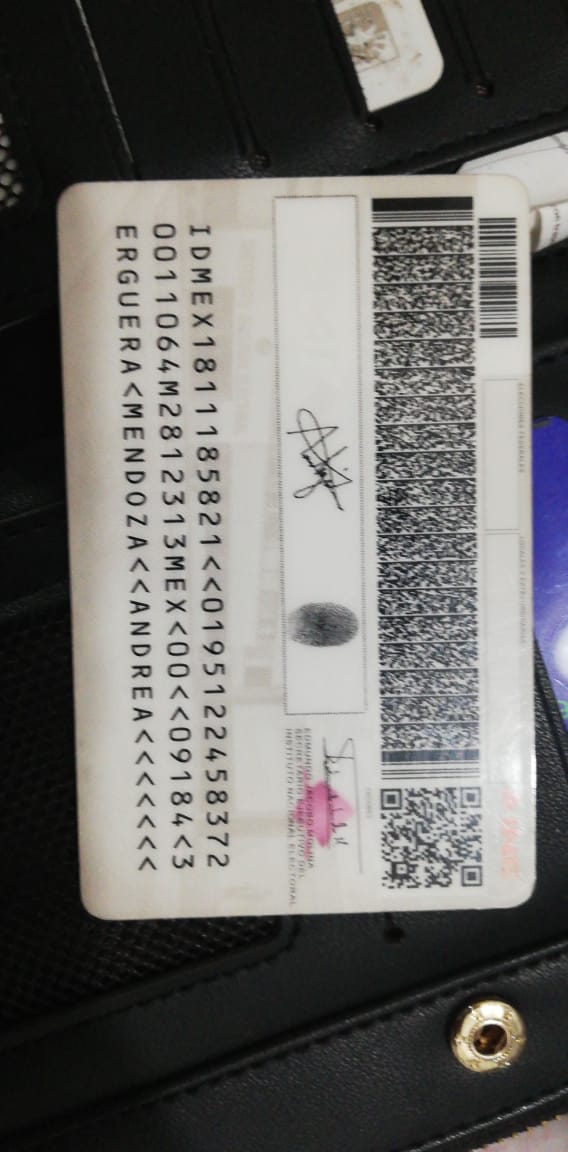 EDMUNDO JACOBO MOLINA
SECRETARIO EJECUTIVO DEL
INSTITUTO NACIONAL ELECTORAL
IDMEX1811185821<<0195122458372
0011064M2812313MEX<00<<09184<3
ERGUERA<MENDOZA<<ANDREA<<<<<<<